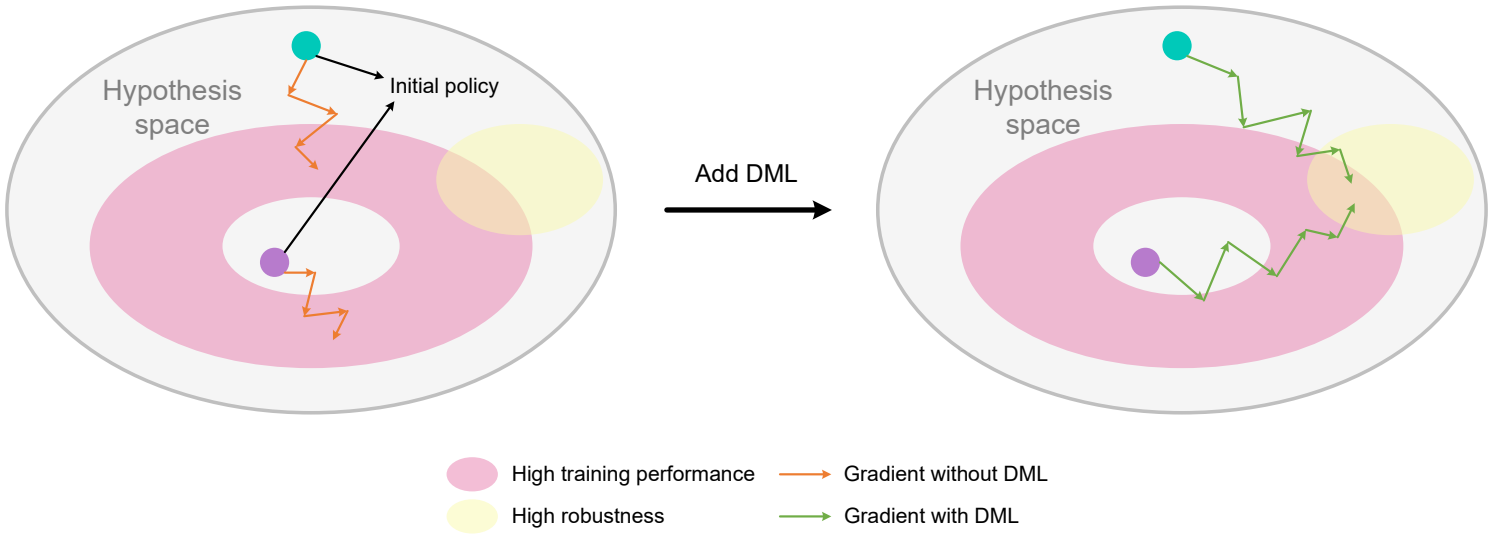 Hypothesis
space
Initial policy
Add DML
Hypothesis
space
High training performance
Gradient without DML
High robustness
Gradient with DML